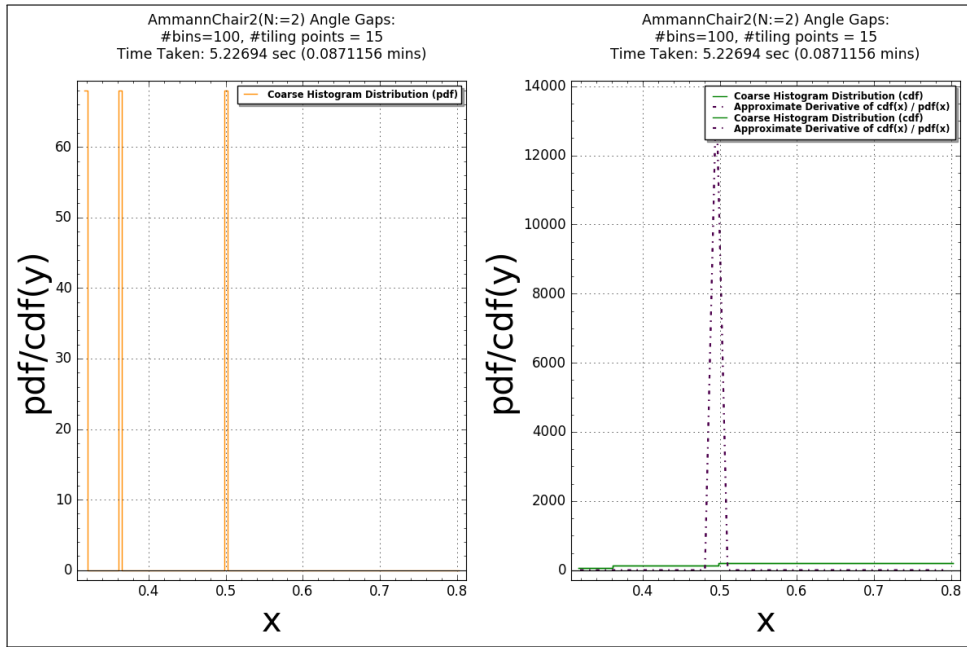 AmmannChair2(N:=2) Angle Gaps:
#bins=100, #tiling points = 15
Time Taken: 5.22694 sec (0.0871156 mins)
Coarse Histogram Distribution (pdf)
60
50
40
30
20
10
0
pdf/cdf(y)
0.4
0.5
0.6
0.7
0.8
x
AmmannChair2(N:=2) Angle Gaps:
#bins=100, #tiling points = 15
Time Taken: 5.22694 sec (0.0871156 mins)
Coarse Histogram Distribution (cdf)
Approximate Derivative of cdf(x) / pdf(x)
Coarse Histogram Distribution (cdf)
Approximate Derivative of cdf(x) / pdf(x)
14000
12000
10000
8000
6000
4000
2000
0
pdf/cdf(y)
0.4
0.5
0.6
0.7
0.8
x